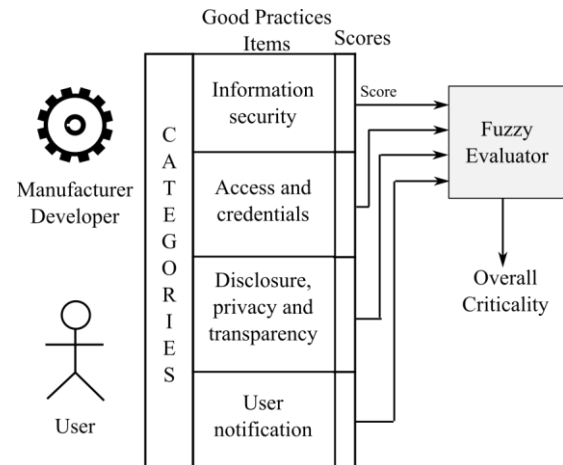 Good Practices
Items
Scores
Information
security
Score
Fuzzy
Evaluator
C
A
T
E
G
O
R
I
E
S
Manufacturer
Developer
Access and
credentials
Disclosure,
privacy and
transparency
Overall
Criticality
User
User
notification